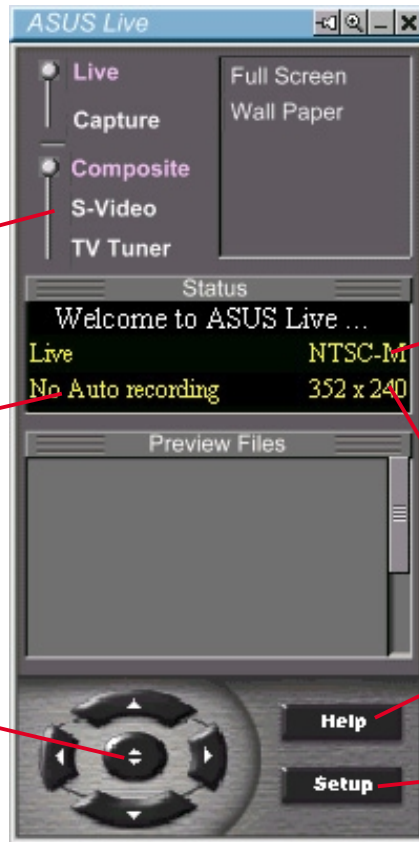 ASUS Live
Live
Capture
Composite
S-Video
TV Tuner
Full Screen
Wall Paper
Status
Welcome to ASUS Live ...
Live NTSC-M
No Auto recording 352 x 240
Preview Files
Help
Setup